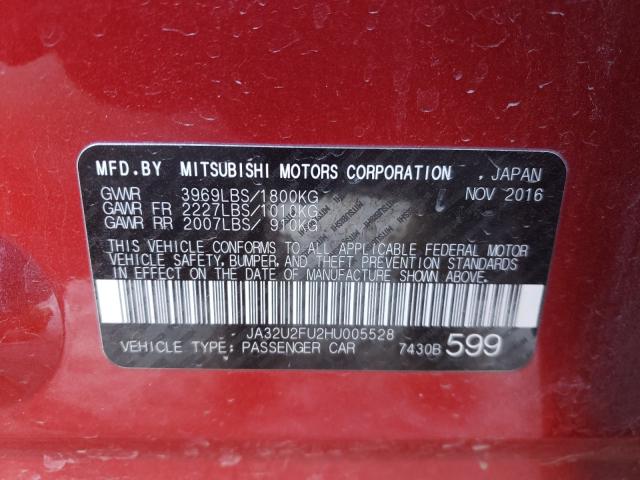 MFD.BY MITSUBISHI MOTORS CORPORATION , JAPAN
GVWR 3969LBS/1800KG NOV 2016
GAWR FR 2227LBS/1010KG
GAWR RR 2007LBS/ 910KG
THIS VEHICLE CONFORMS TO ALL APPLICABLE FEDERAL MOTOR
VEHICLE SAFETY, BUMPER, AND THEFT PREVENTION STANDARDS
IN EFFECT ON THE DATE OF MANUFACTURE SHOWN ABOVE.
JA32U2FU2HU005528
VEHICLE TYPE: PASSENGER CAR 7430B 599